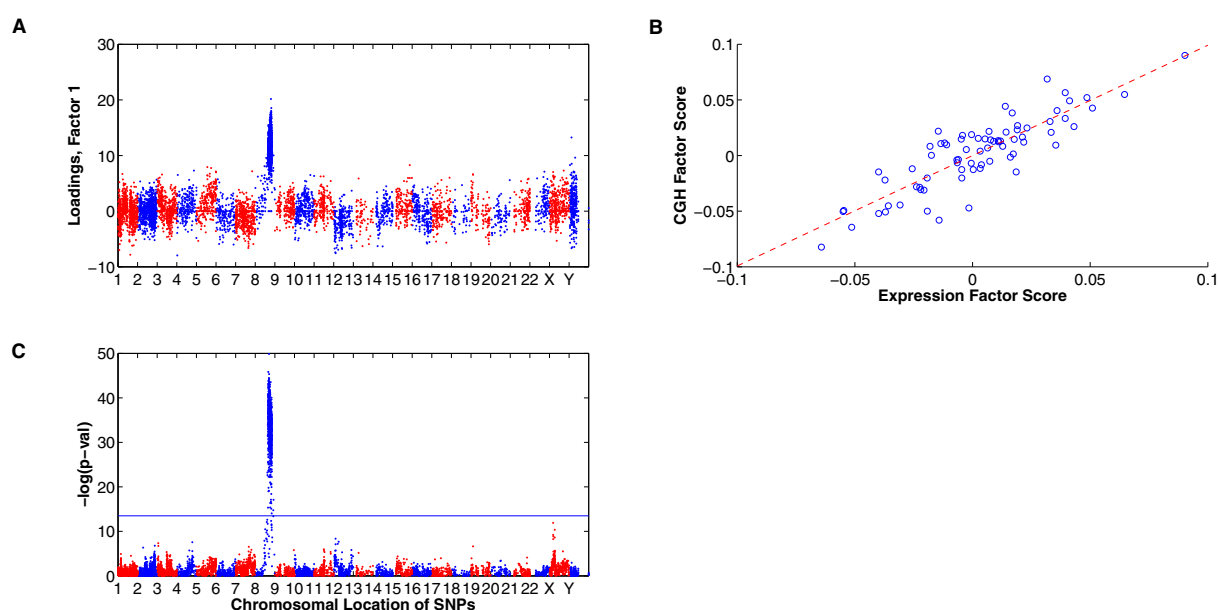 A
30
20
10
0
−10
Loadings, Factor 1
1 2 3 4 5 6 7 8 9 10 11 12 13 14 15 16 17 18 19 20 21 22 X Y
B
0.1
0.05
0
−0.05
−0.1
CGH Factor Score
−0.1 −0.05 0 0.05 0.1
Expression Factor Score
C
50
40
30
20
10
0
−log(p−val)
1 2 3 4 5 6 7 8 9 10 11 12 13 14 15 16 17 18 19 20 21 22 X Y
Chromosomal Location of SNPs